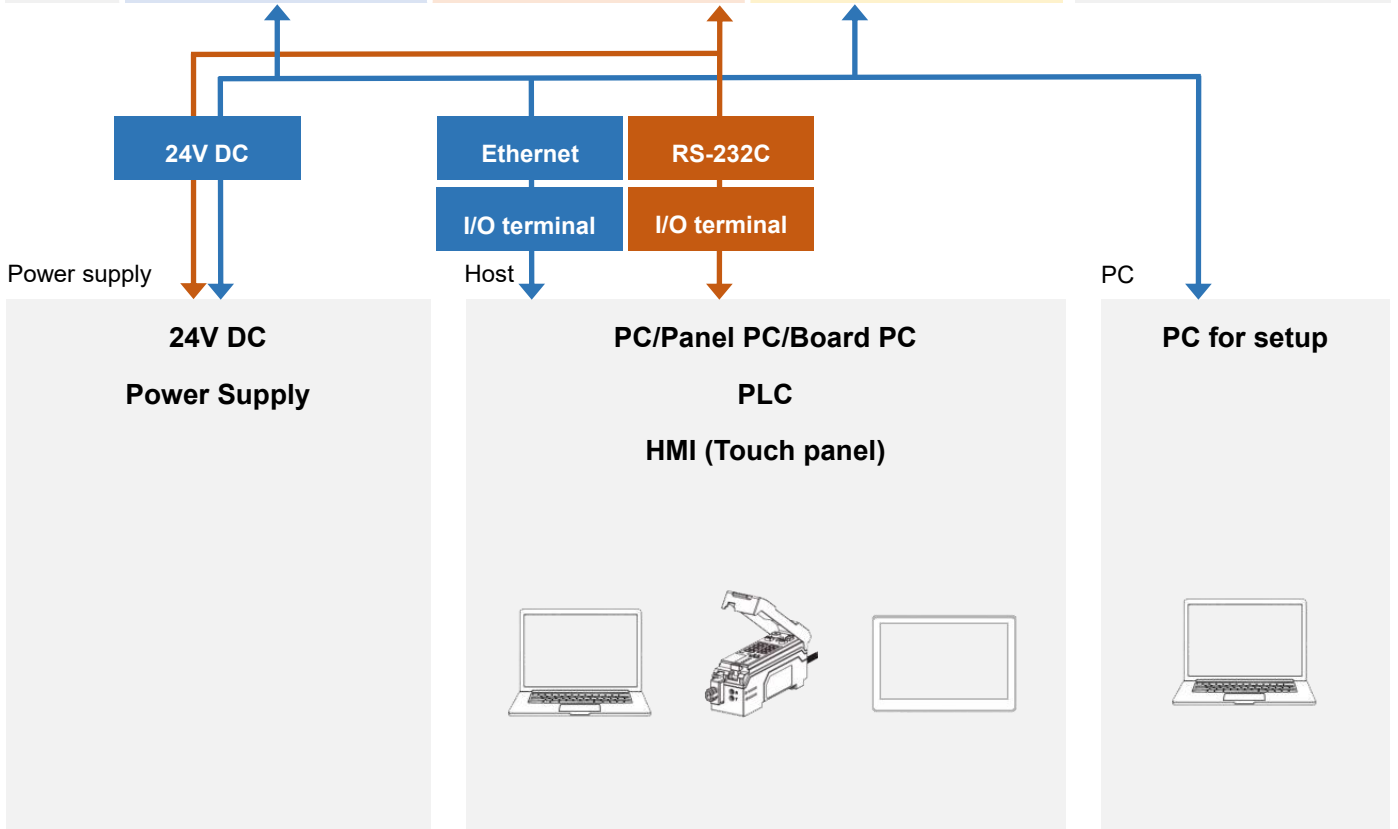 24V DC
Ethernet
RS-232C
I/O terminal
I/O terminal
Power supply
Host
PC
24V DC
Power Supply
PC/Panel PC/Board PC
PLC
HMI (Touch panel)
PC for setup